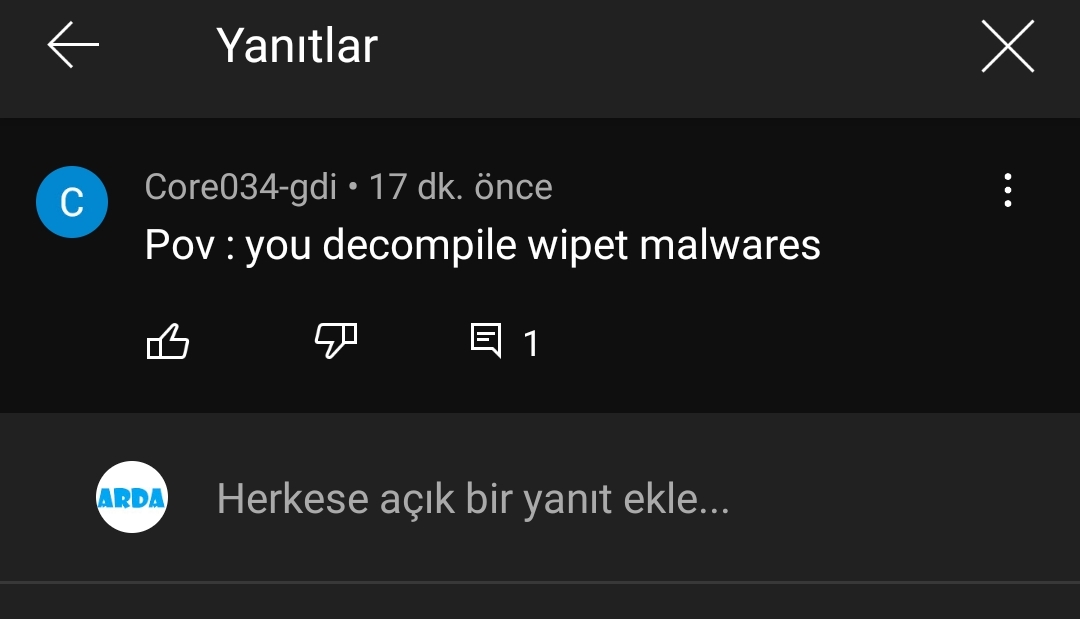 Yanıtlar
C
Core034-gdi • 17 dk. önce
Pov : you decompile wipet malwares
1
ARDA
Herkese açık bir yanıt ekle...